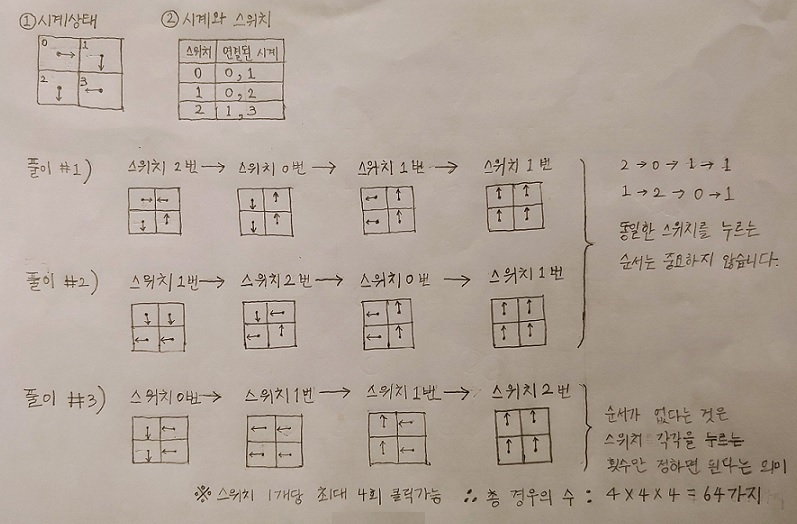 ① 시계상태
② 시계와 스위치
0 1
2 3
스위치 연결된 시계
0 0, 1
1 0, 2
2 1, 3
풀이 #1) 스위치 2번 → 스위치 0번 → 스위치 1번 → 스위치 1번
2 → 0 → 1 → 1
1 → 2 → 0 → 1
동일한 스위치를 누르는
순서는 중요하지 않습니다.
풀이 #2) 스위치 1번 → 스위치 2번 → 스위치 0번 → 스위치 1번
풀이 #3) 스위치 0번 → 스위치 1번 → 스위치 1번 → 스위치 2번
순서가 없다는 것은
스위치 각각을 누르는
횟수만 정하면 된다는 의미
※ 스위치 1개당 최대 4회 클릭가능 ∴ 총 경우의 수 : 4 × 4 × 4 = 64가지